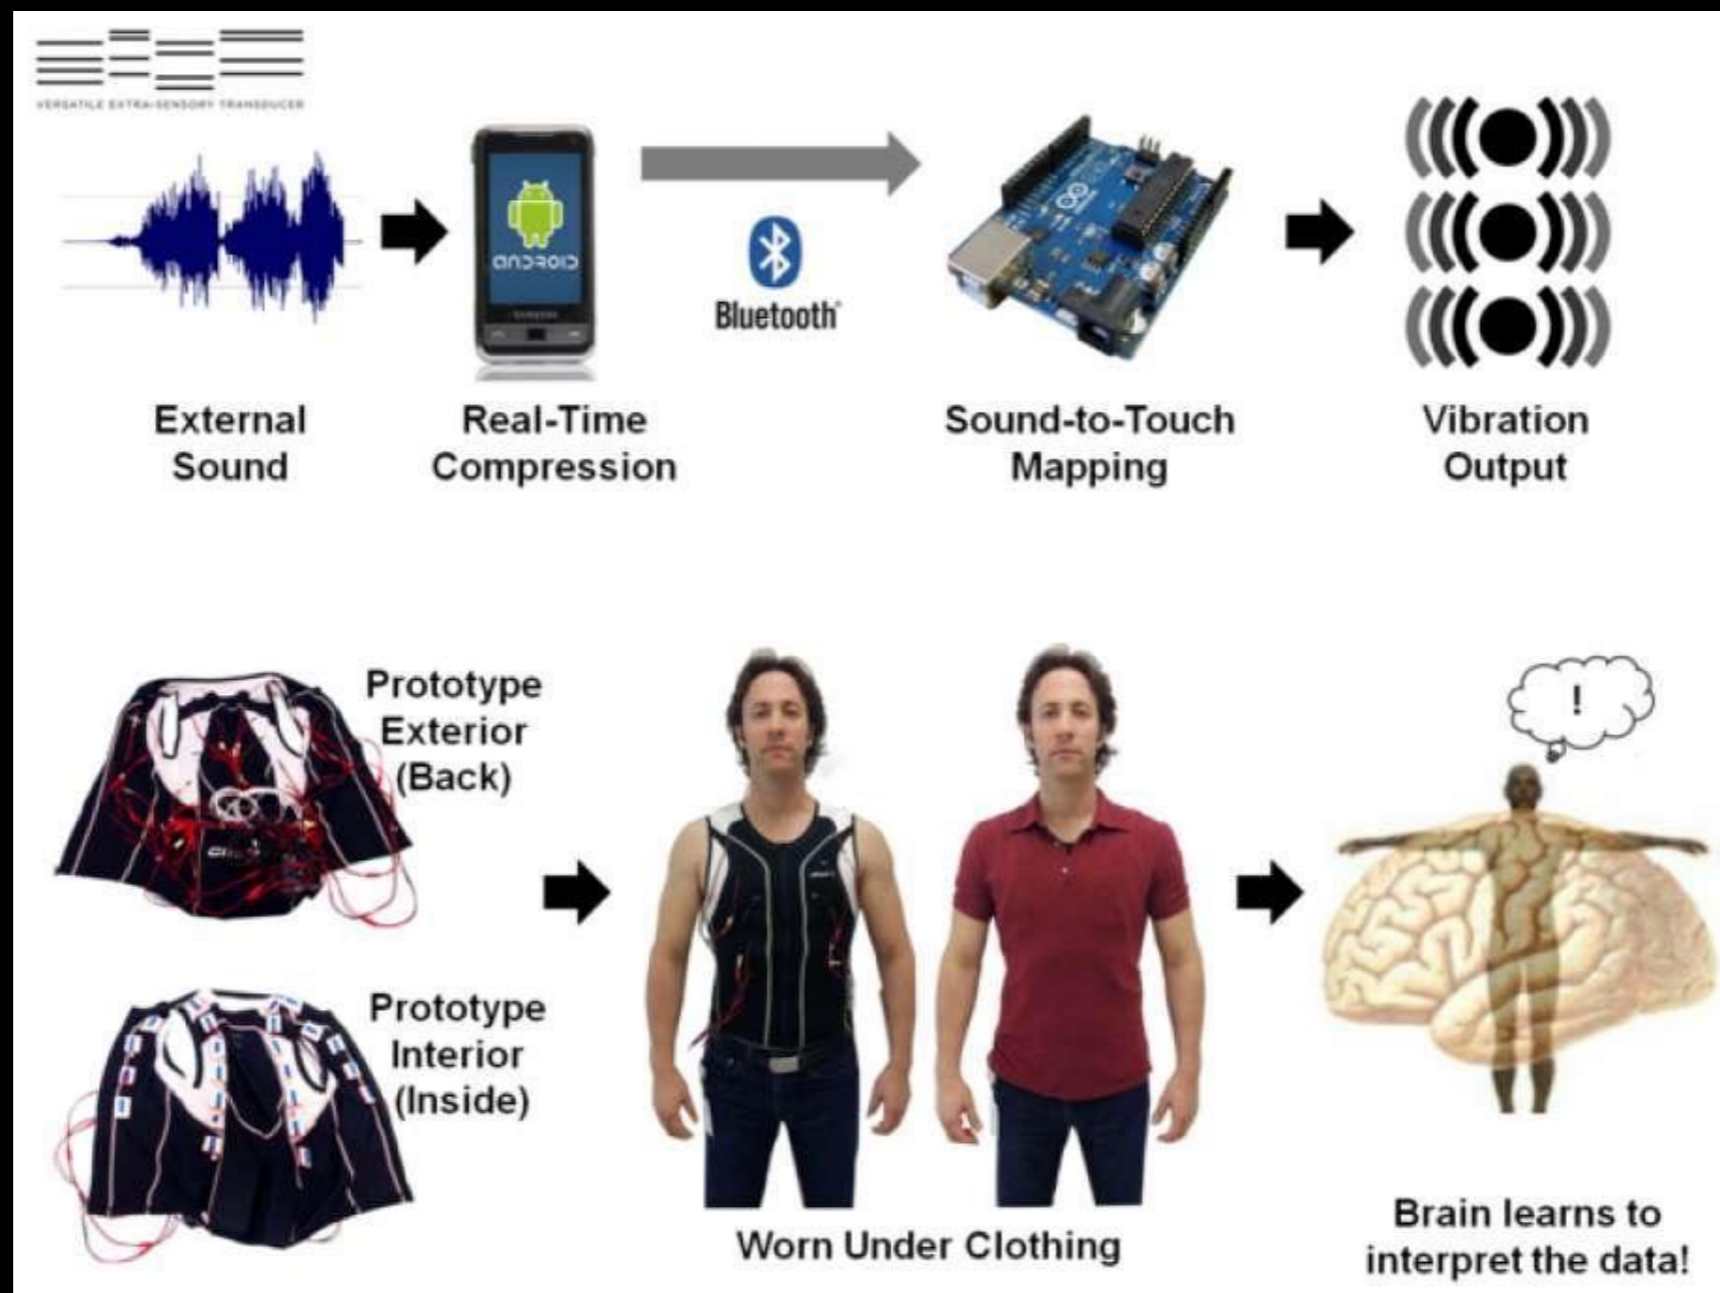 VERSATILE EXTRA-SENSORY TRANSDUCER
ANDROID
SAMSUNG
Bluetooth®
External
Sound
Real-Time
Compression
Sound-to-Touch
Mapping
Vibration
Output
Prototype
Exterior
(Back)
!
Prototype
Interior
(Inside)
Worn Under Clothing
Brain learns to
interpret the data!